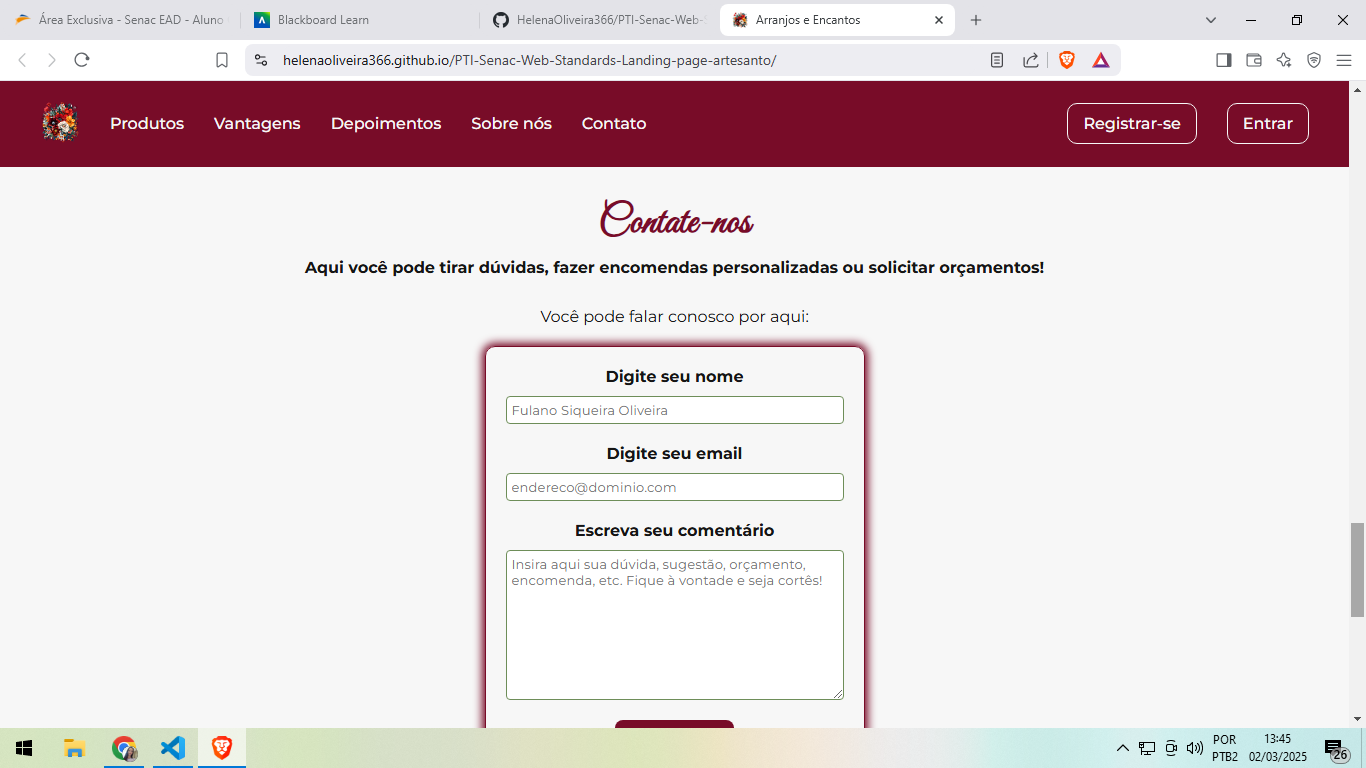 Área Exclusiva - Senac EAD - Aluno
Blackboard Learn
HelenaOliveira366/PTI-Senac-Web-S
Arranjos e Encantos
helenaoliveira366.github.io/PTI-Senac-Web-Standards-Landing-page-artesanto/
Produtos
Vantagens
Depoimentos
Sobre nós
Contato
Registrar-se
Entrar
Contate-nos
Aqui você pode tirar dúvidas, fazer encomendas personalizadas ou solicitar orçamentos!
Você pode falar conosco por aqui:
Digite seu nome
Fulano Siqueira Oliveira
Digite seu email
endereco@dominio.com
Escreva seu comentário
Insira aqui sua dúvida, sugestão, orçamento,
encomenda, etc. Fique à vontade e seja cortês!
POR
PTB2
13:45
02/03/2025
26